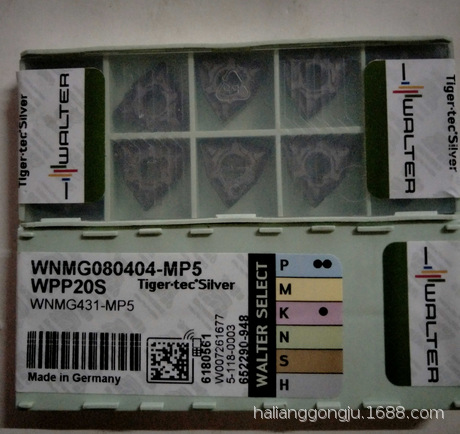 Tiger·tec®Silver
WALTER
Tiger·tec®Silver
WALTER
WNMG080404-MP5
WPP20S
Tiger·tec®Silver
WNMG431-MP5
Made in Germany
6180561
W007261677
5-118-0003
652290-948
WALTER SELECT
P
M
K
N
S
H
WALTER
halianggongju.1688.com